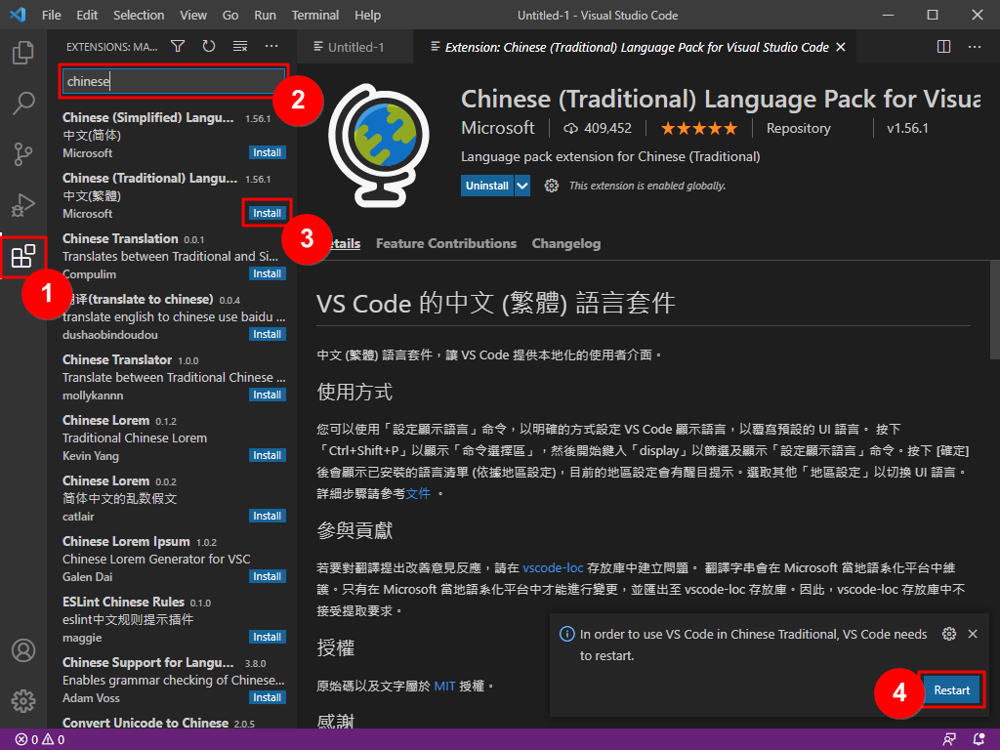 File Edit Selection View Go Run Terminal Help Untitled-1 - Visual Studio Code
EXTENSIONS: MA...
Untitled-1
Extension: Chinese (Traditional) Language Pack for Visual Studio Code
chinese
2
Chinese (Simplified) Langu... 1.56.1
中文(简体)
Microsoft Install
Chinese (Traditional) Langu... 1.56.1
中文(繁體)
Microsoft Install
3
Chinese Translation 0.0.1
Translates between Traditional and Si...
Compulim Install
1
译(translate to chinese) 0.0.4
translate english to chinese use baidu ...
dushaobindoudou Install
Chinese Translator 1.0.0
Translate between Traditional Chinese ...
mollykannn Install
Chinese Lorem 0.1.2
Traditional Chinese Lorem
Kevin Yang Install
Chinese Lorem 0.0.2
简体中文的乱数假文
catlair Install
Chinese Lorem Ipsum 1.0.2
Chinese Lorem Generator for VSC
Galen Dai Install
ESLint Chinese Rules 0.1.0
eslint中文规则提示插件
maggie Install
Chinese Support for Langu... 3.8.0
Enables grammar checking of Chinese...
Adam Voss Install
Convert Unicode to Chinese 2.0.5
Chinese (Traditional) Language Pack for Visua
Microsoft 409,452 ★★★★★ Repository v1.56.1
Language pack extension for Chinese (Traditional)
Uninstall This extension is enabled globally.
etails Feature Contributions Changelog
VS Code 的中文 (繁體) 語言套件
中文 (繁體) 語言套件，讓 VS Code 提供本地化的使用者介面。
使用方式
您可以使用「設定顯示語言」命令，以明確的方式設定 VS Code 顯示語言，以覆寫預設的 UI 語言。 按下
「Ctrl+Shift+P」以顯示「命令選擇區」，然後開始鍵入「display」以篩選及顯示「設定顯示語言」命令。按下 [確定]
後會顯示已安裝的語言清單 (依據地區設定)，目前的地區設定會有醒目提示。選取其他「地區設定」以切換 UI 語言。
詳細步驟請參考文件 。
參與貢獻
若要對翻譯提出改善意見反應，請在 vscode-loc 存放庫中建立問題。 翻譯字串會在 Microsoft 當地語系化平台中維
護。只有在 Microsoft 當地語系化平台中才能進行變更，並匯出至 vscode-loc 存放庫。因此，vscode-loc 存放庫中不
接受提取要求。
授權
原始碼以及文字屬於 MIT 授權。
感謝
In order to use VS Code in Chinese Traditional, VS Code needs
to restart.
4
Restart
0 0